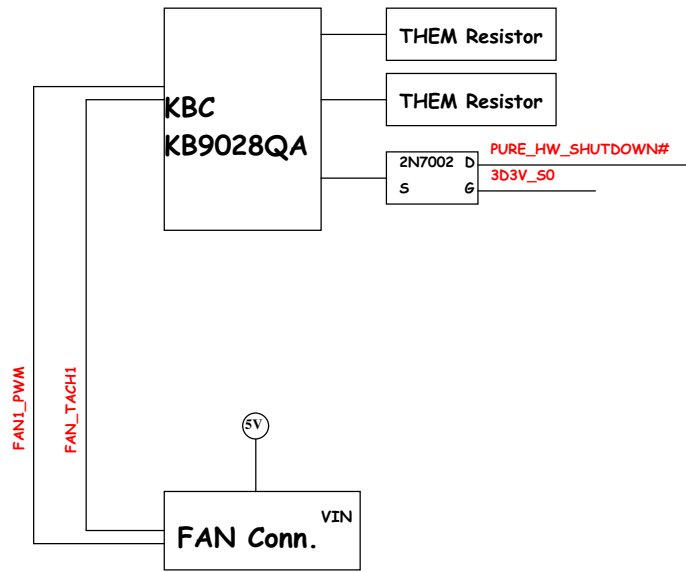 THEM Resistor
THEM Resistor
KBC
KB9028QA
PURE_HW_SHUTDOWN#
2N7002 D
3D3V_S0
S G
FAN1_PWM
FAN_TACH1
5V
VIN
FAN Conn.